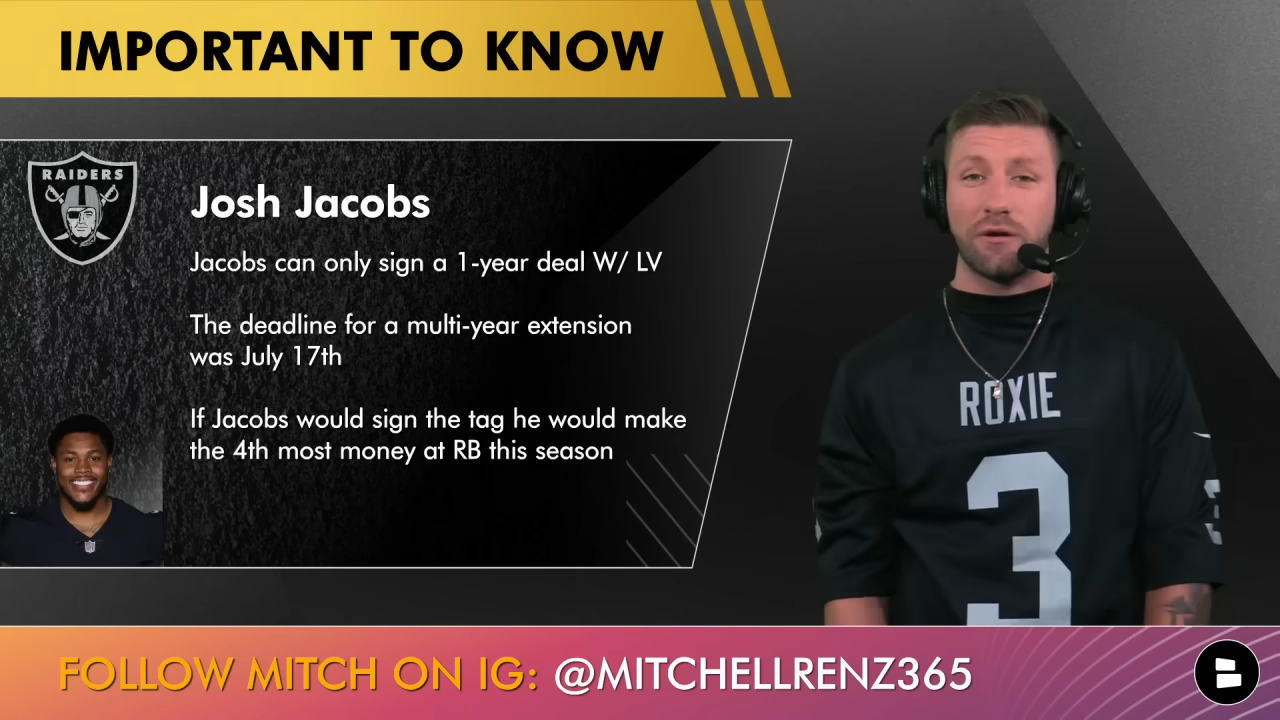 IMPORTANT TO KNOW
RAIDERS
Josh Jacobs
Jacobs can only sign a 1-year deal W/ LV
The deadline for a multi-year extension
was July 17th
If Jacobs would sign the tag he would make
the 4th most money at RB this season
ROXIE
3
3
FOLLOW MITCH ON IG: @MITCHELLRENZ365